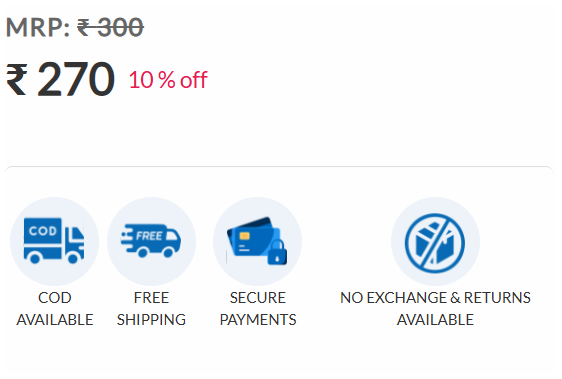 MRP: ₹ 300
₹ 270 10 % off
COD
FREE
COD
AVAILABLE
FREE
SHIPPING
SECURE
PAYMENTS
NO EXCHANGE & RETURNS
AVAILABLE